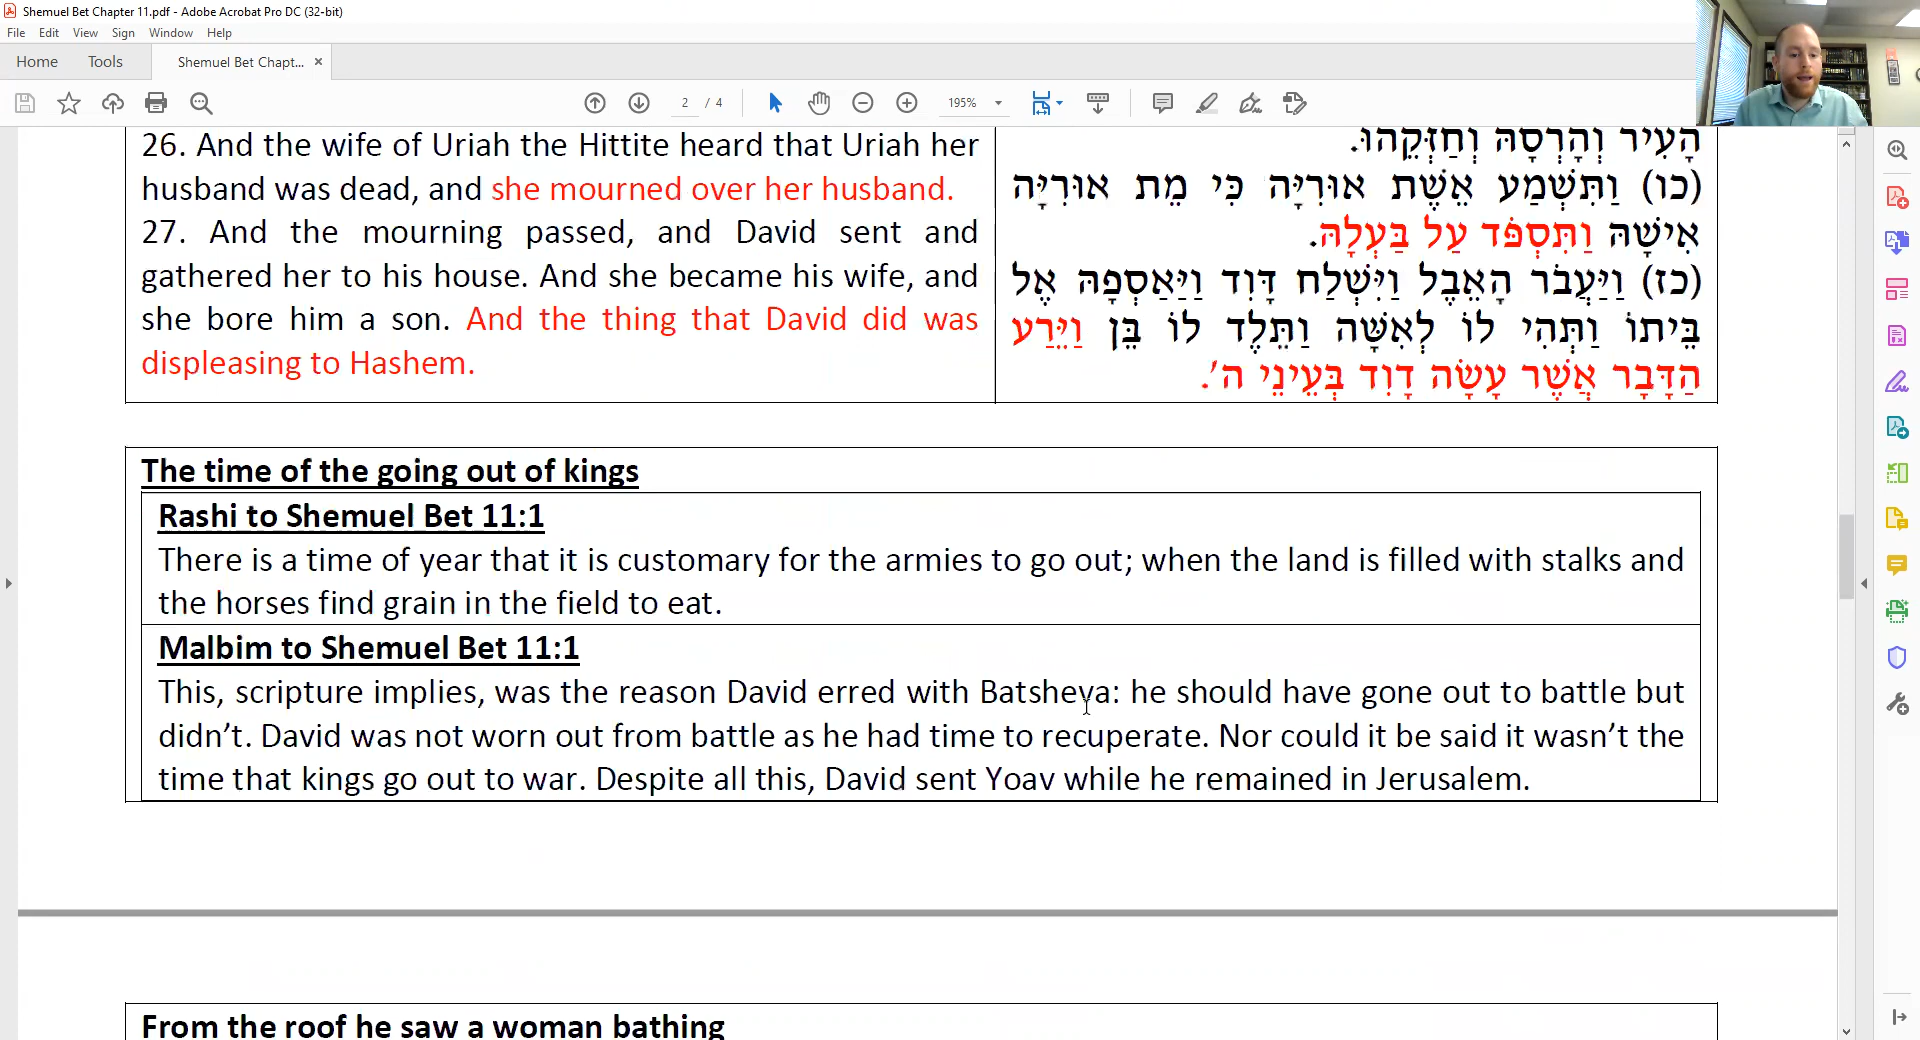 Shemuel Bet Chapter 11.pdf - Adobe Acrobat Pro DC (32-bit)
File Edit View Sign Window Help
Home Tools Shemuel Bet Chapt... ×
2 / 4 195%
26. And the wife of Uriah the Hittite heard that Uriah her
husband was dead, and she mourned over her husband.
27. And the mourning passed, and David sent and
gathered her to his house. And she became his wife, and
she bore him a son. And the thing that David did was
displeasing to Hashem.
הָעִיר וְהָרְסָהּ וְחַזְּקֵהוּ.
(כו) וַתִּשְׁמַע אֵשֶׁת אוּרִיָּה כִּי מֵת אוּרִיָּה
אִישָׁהּ וַתִּסְפֹּד עַל בַּעְלָהּ.
(כז) וַיַּעֲבֹר הָאֵבֶל וַיִּשְׁלַח דָּוִד וַיַּאַסְפָהּ אֶל
בֵּיתוֹ וַתְּהִי לוֹ לְאִשָּׁה וַתֵּלֶד לוֹ בֵּן וַיֵּרַע
הַדָּבָר אֲשֶׁר עָשָׂה דָוִד בְּעֵינֵי ה'.
The time of the going out of kings
Rashi to Shemuel Bet 11:1
There is a time of year that it is customary for the armies to go out; when the land is filled with stalks and
the horses find grain in the field to eat.
Malbim to Shemuel Bet 11:1
This, scripture implies, was the reason David erred with Batsheva: he should have gone out to battle but
didn’t. David was not worn out from battle as he had time to recuperate. Nor could it be said it wasn’t the
time that kings go out to war. Despite all this, David sent Yoav while he remained in Jerusalem.
From the roof he saw a woman bathing